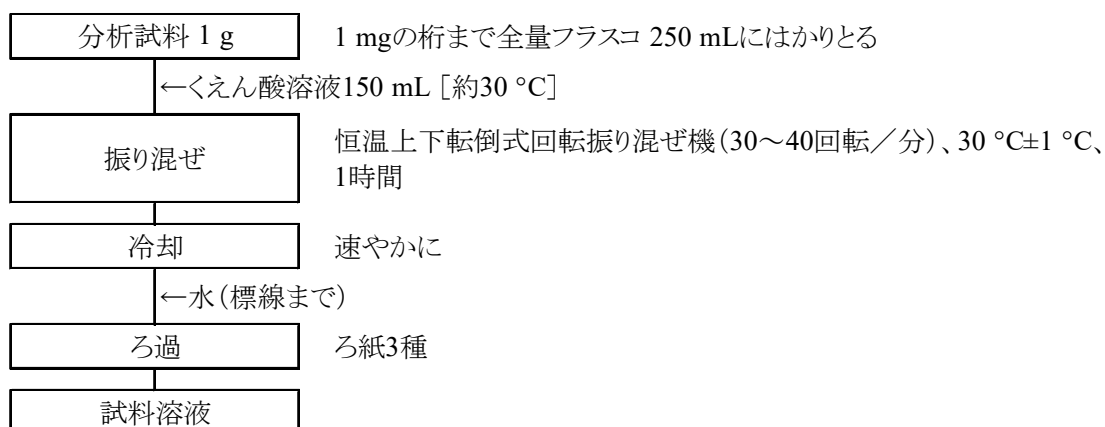 分析試料 1 g
1 mgの桁まで全量フラスコ 250 mLにはかりとる
←くえん酸溶液150 mL［約30 °C］
振り混ぜ
恒温上下転倒式回転振り混ぜ機（30～40回転／分）、30 °C±1 °C、
1時間
冷却
速やかに
←水（標線まで）
ろ過
ろ紙3種
試料溶液